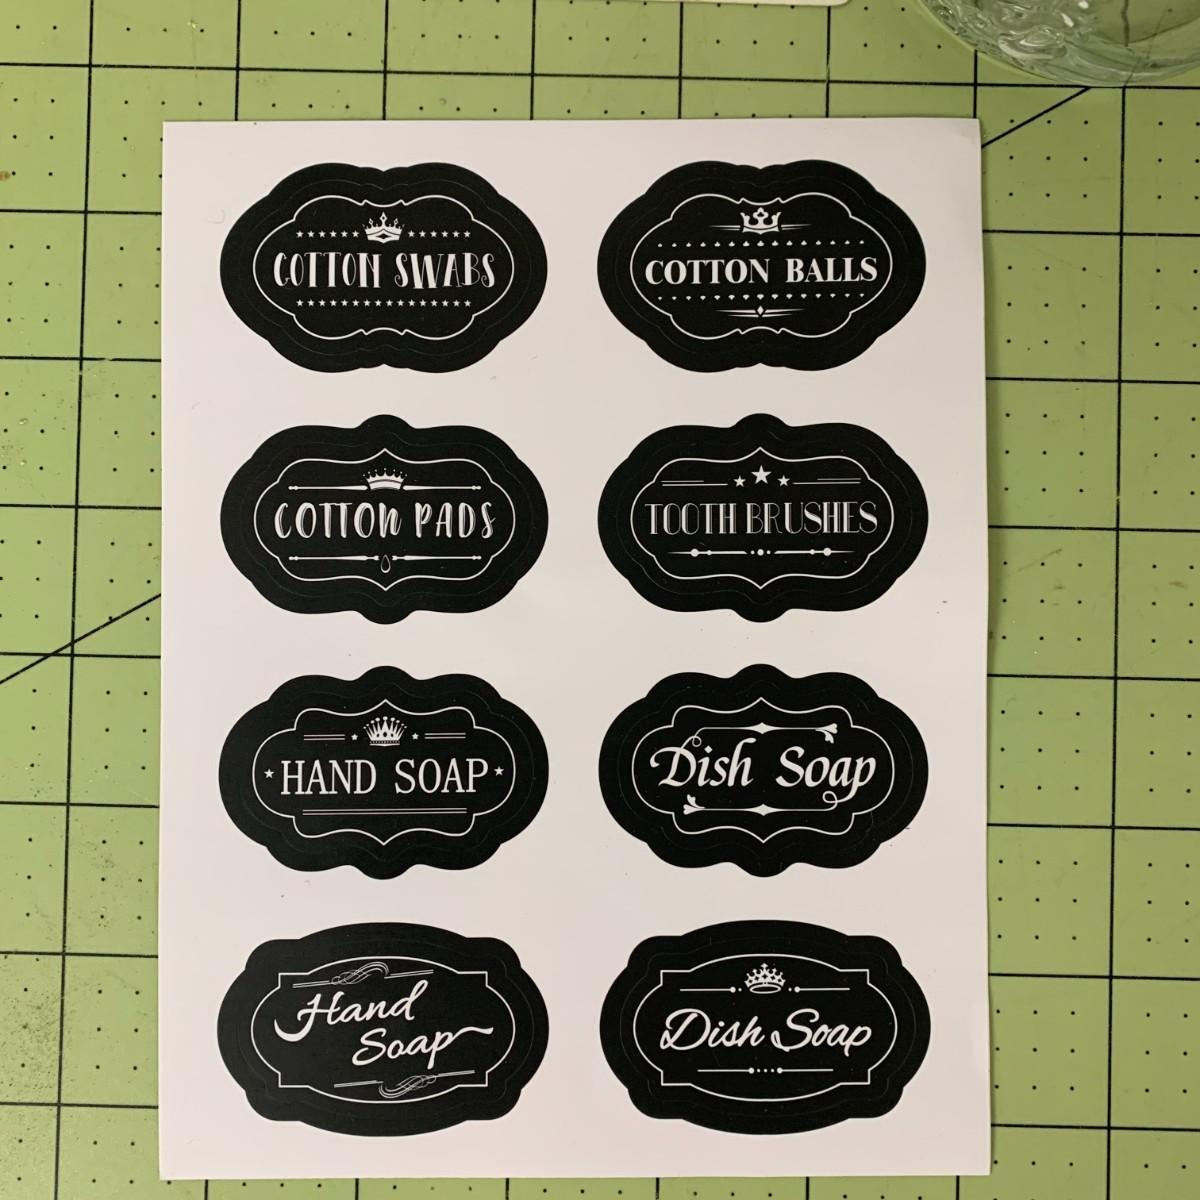 COTTON SWABS
COTTON BALLS
COTTON PADS
TOOTH BRUSHES
HAND SOAP
Dish Soap
Hand
Soap
Dish Soap